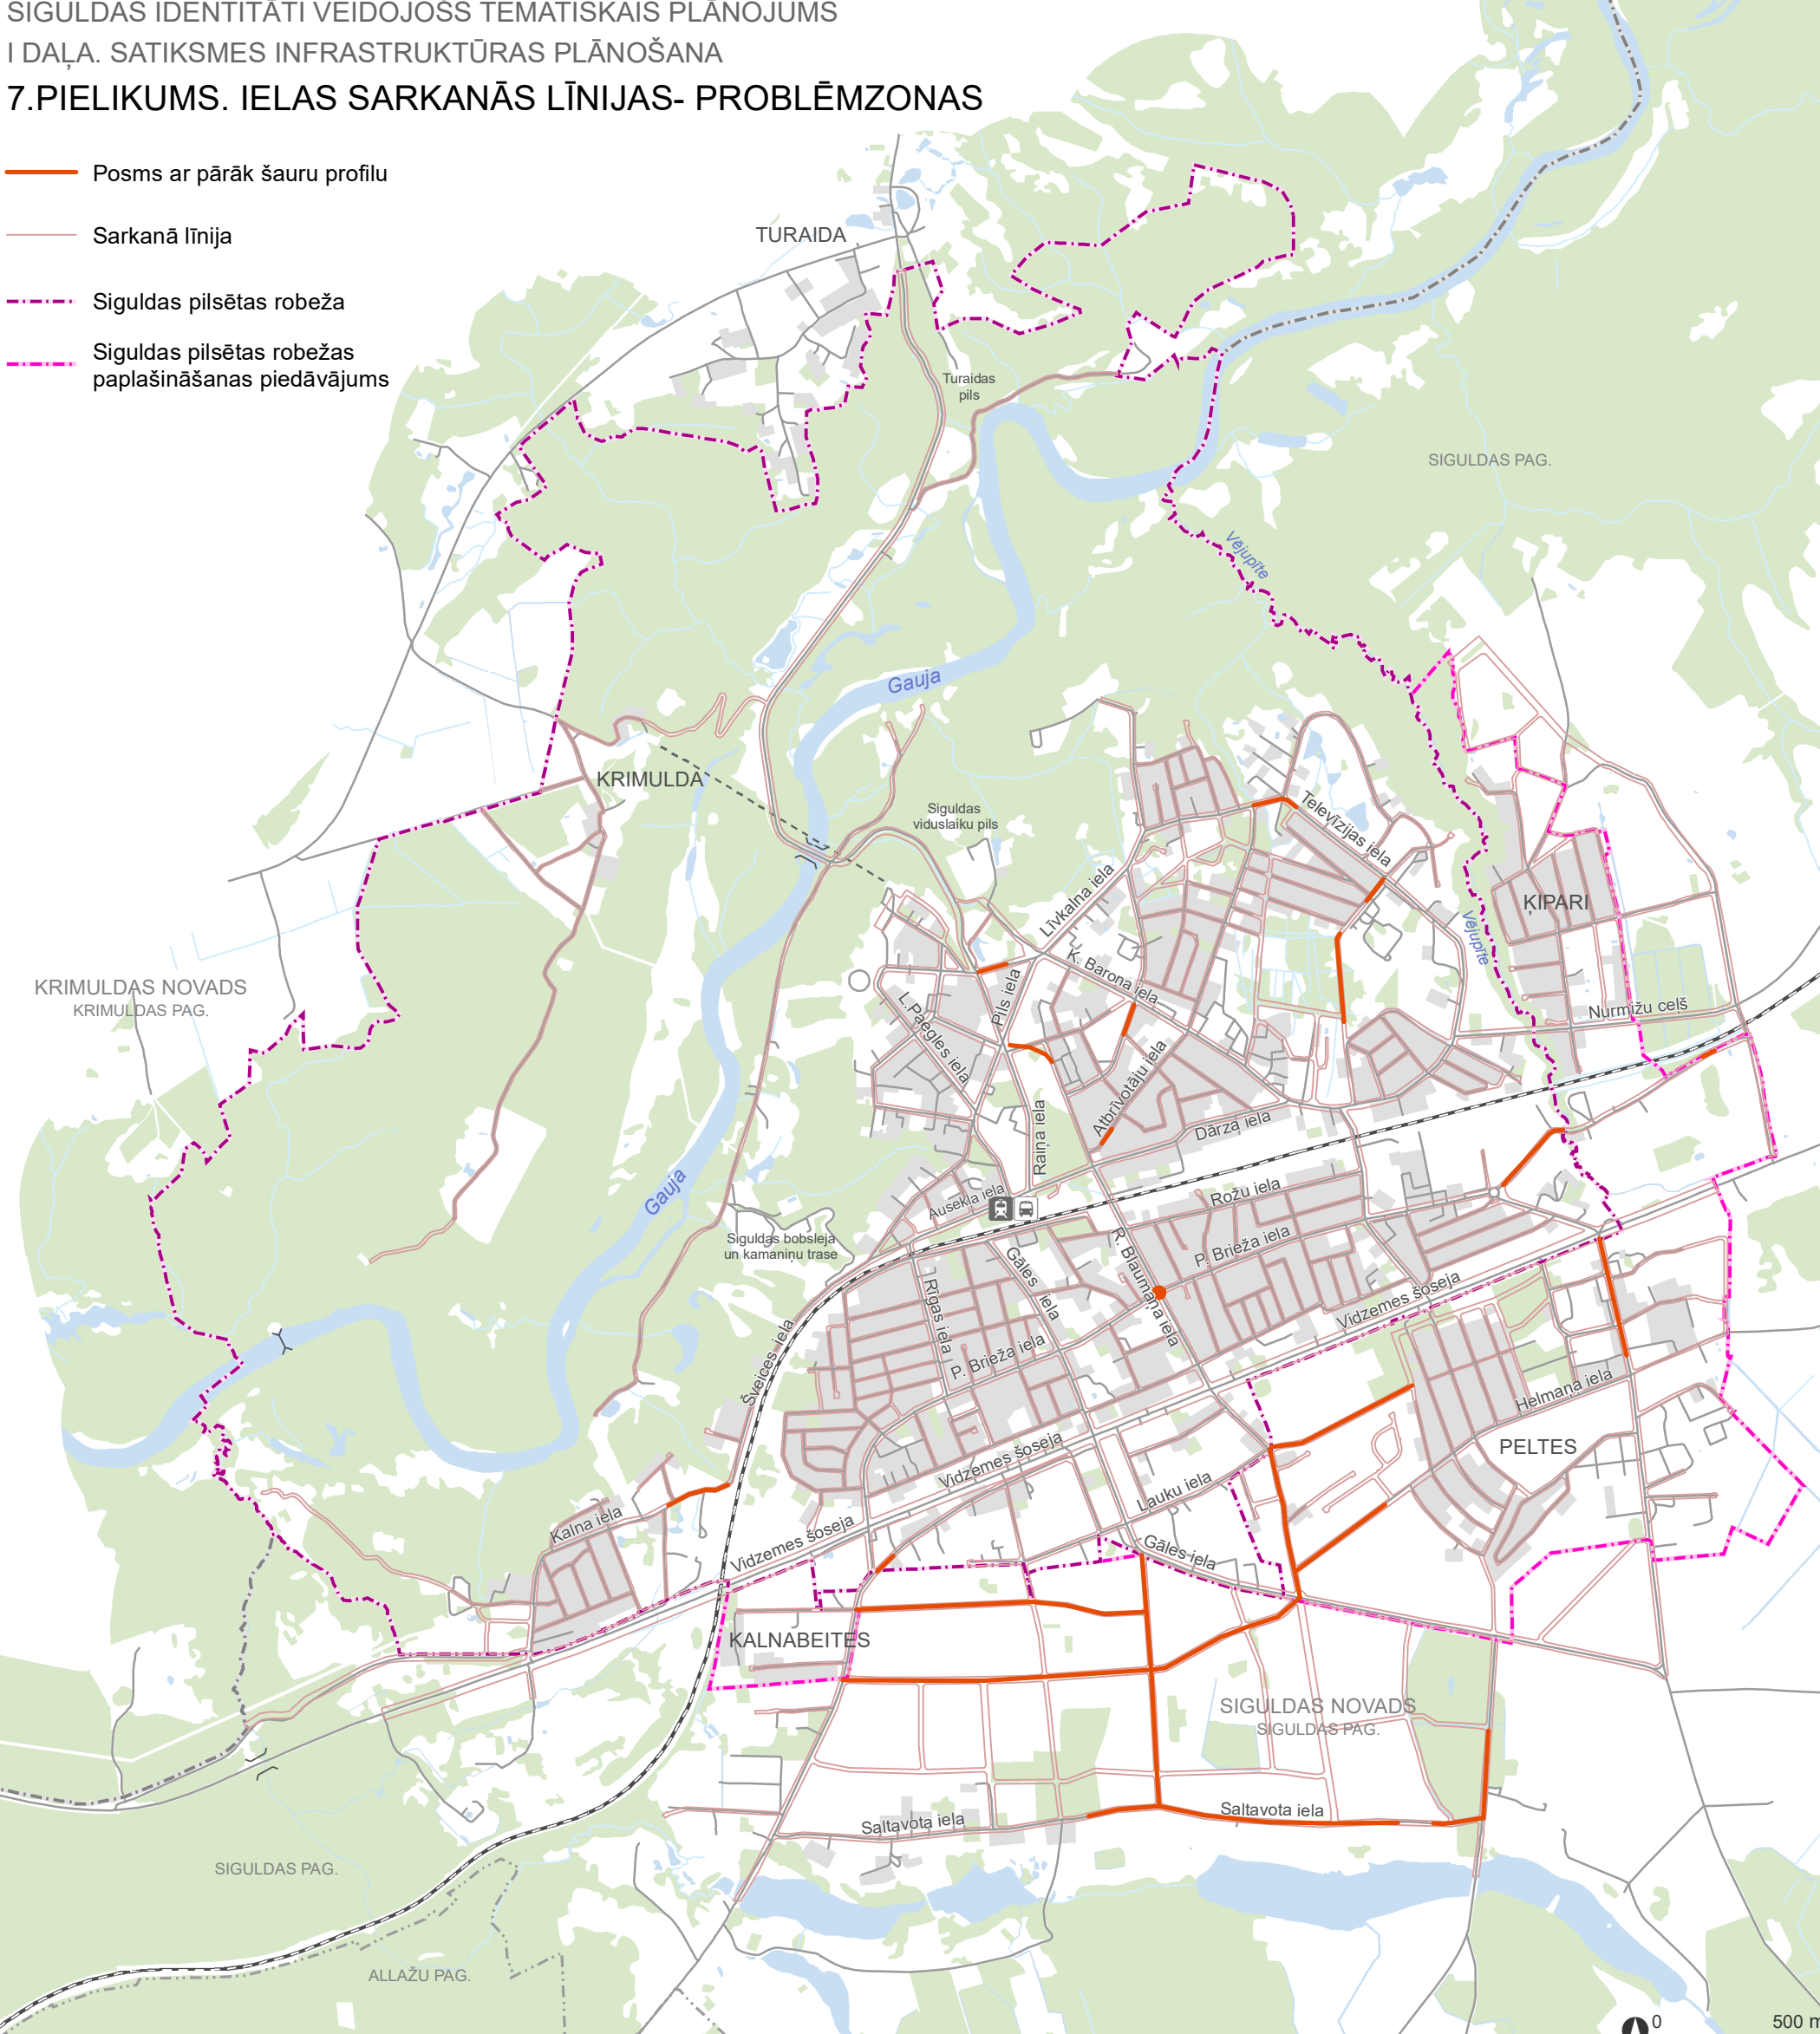 SIGULDAS IDENTITĀTI VEIDOJOŠS TEMATISKAIS PLĀNOJUMS
I DAĻA. SATIKSMES INFRASTRUKTŪRAS PLĀNOŠANA
7.PIELIKUMS. IELAS SARKANĀS LĪNIJAS- PROBLĒMZONAS
Posms ar pārāk šauru profilu
Sarkanā līnija
Siguldas pilsētas robeža
Siguldas pilsētas robežas
paplašināšanas piedāvājums
TURAIDA
Turaidas
pils
SIGULDAS PAG.
Vējupīte
Gauja
KRIMULDA
Siguldas
viduslaiku pils
Televīzijas iela
Līvkalna iela
ĶIPARI
Vējupīte
K. Barona iela
KRIMULDAS NOVADS
KRIMULDAS PAG.
Pils iela
L.Paegles iela
Nurmižu ceļš
Atbrīvotāju iela
Raiņa iela
Dārza iela
Gauja
Ausekļa iela
Rožu iela
Siguldas bobsleja
un kamaniņu trase
P. Brieža iela
R. Blaumaņa iela
Gāles iela
Rīgas iela
Vidzemes šoseja
Šveices iela
P. Brieža iela
Helmaņa iela
PELTES
Vidzemes šoseja
Lauku iela
Kalna iela
Vidzemes šoseja
Gāles iela
KALNABEITES
SIGULDAS NOVADS
SIGULDAS PAG.
Saltavota iela
Saltavota iela
SIGULDAS PAG.
ALLAŽU PAG.
0 500 m